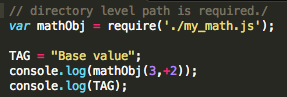 // directory level path is required./
var mathObj = require('./my_math.js');
TAG = "Base value";
console.log(mathObj(3,+2));
console.log(TAG);